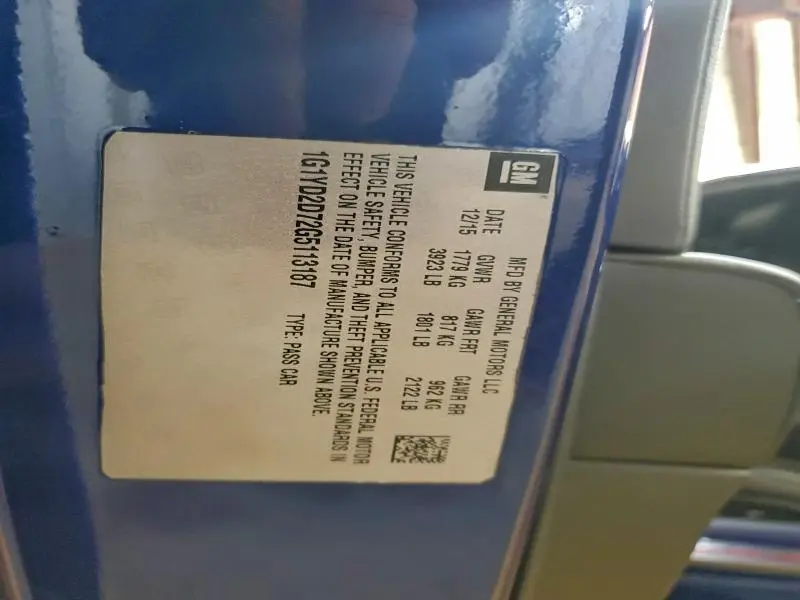 GM
MFD BY GENERAL MOTORS LLC
DATE GVWR GAWR FRT GAWR RR
12/15 1779 KG 817 KG 962 KG
3923 LB 1801 LB 2122 LB
THIS VEHICLE CONFORMS TO ALL APPLICABLE U.S. FEDERAL MOTOR
VEHICLE SAFETY, BUMPER, AND THEFT PREVENTION STANDARDS IN
EFFECT ON THE DATE OF MANUFACTURE SHOWN ABOVE.
1G1YD2D72G5113187 TYPE: PASS CAR